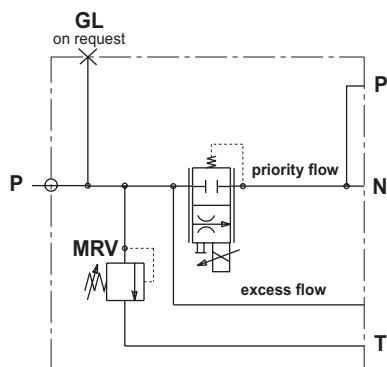 GL
on request
P
priority flow
P
N
MRV
excess flow
T